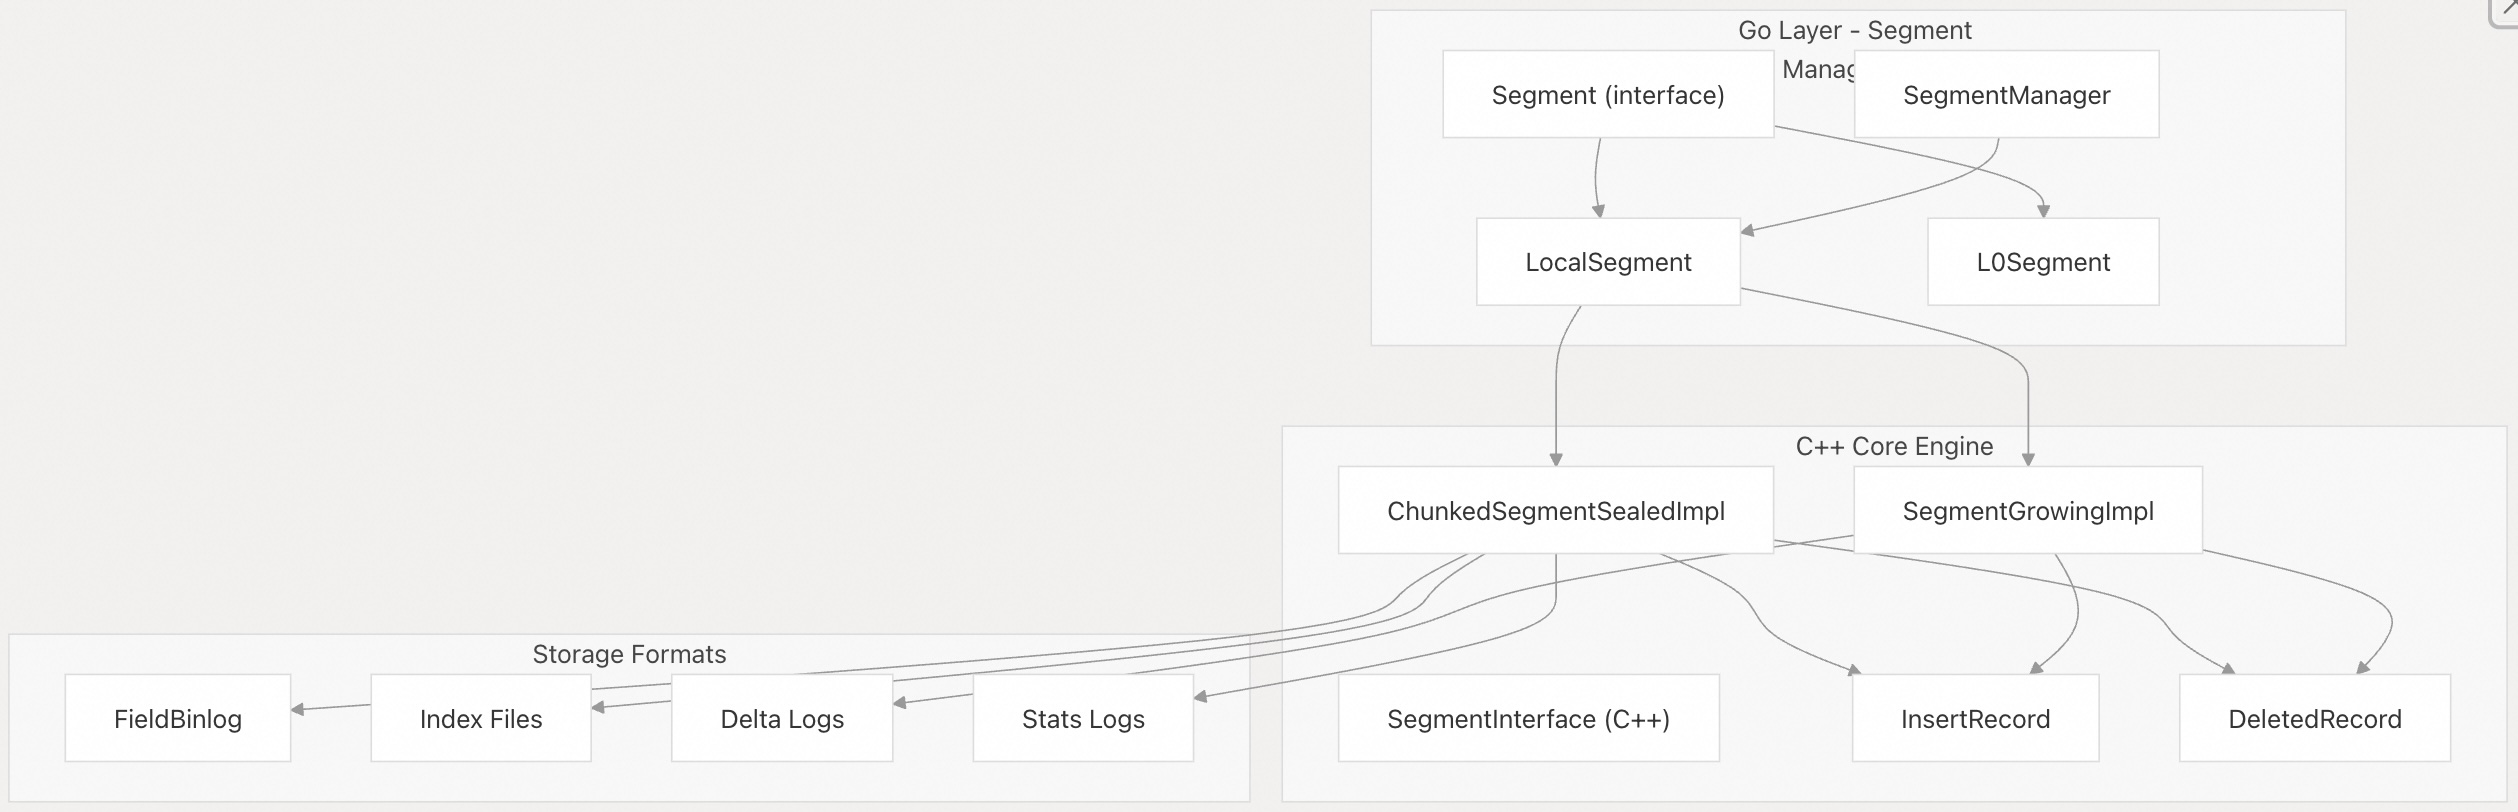 Go Layer - Segment
Manag
Segment (interface)
SegmentManager
LocalSegment
L0Segment
C++ Core Engine
ChunkedSegmentSealedImpl
SegmentGrowingImpl
Storage Formats
FieldBinlog
Index Files
Delta Logs
Stats Logs
SegmentInterface (C++)
InsertRecord
DeletedRecord